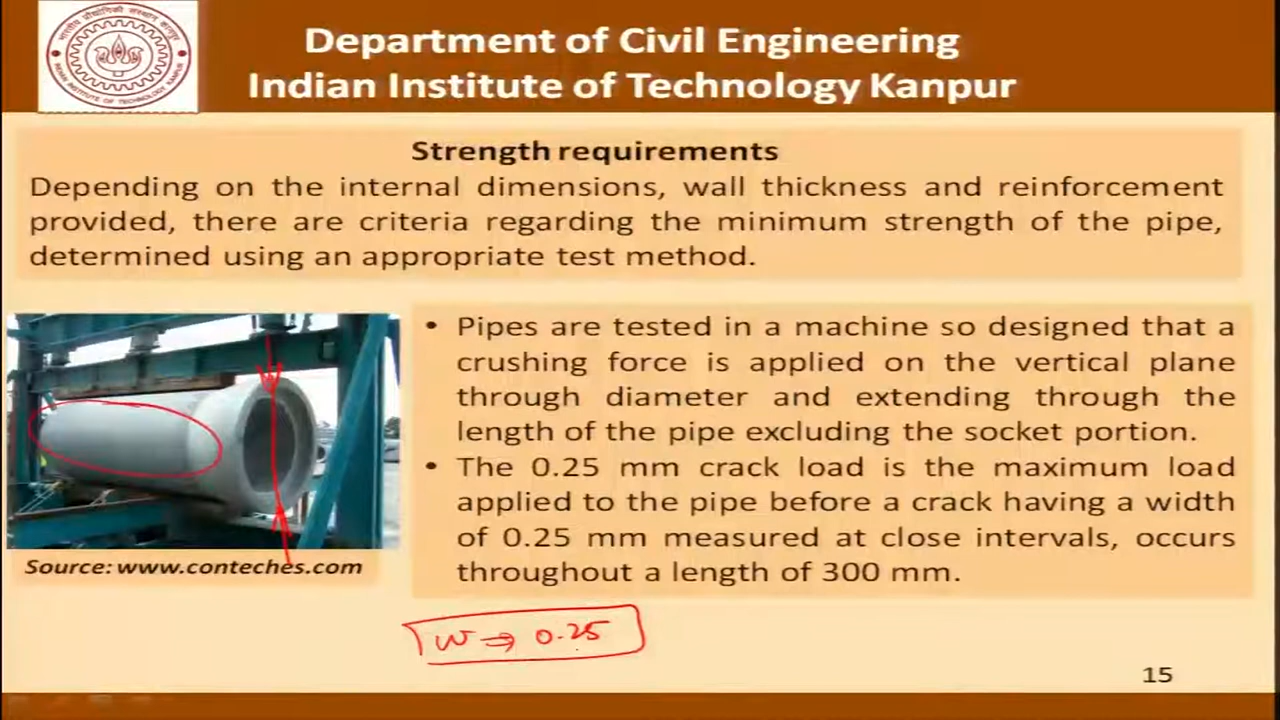 Department of Civil Engineering
Indian Institute of Technology Kanpur
Strength requirements
Depending on the internal dimensions, wall thickness and reinforcement
provided, there are criteria regarding the minimum strength of the pipe,
determined using an appropriate test method.
• Pipes are tested in a machine so designed that a
crushing force is applied on the vertical plane
through diameter and extending through the
length of the pipe excluding the socket portion.
• The 0.25 mm crack load is the maximum load
applied to the pipe before a crack having a width
of 0.25 mm measured at close intervals, occurs
throughout a length of 300 mm.
Source: www.conteches.com
W → 0.25
15